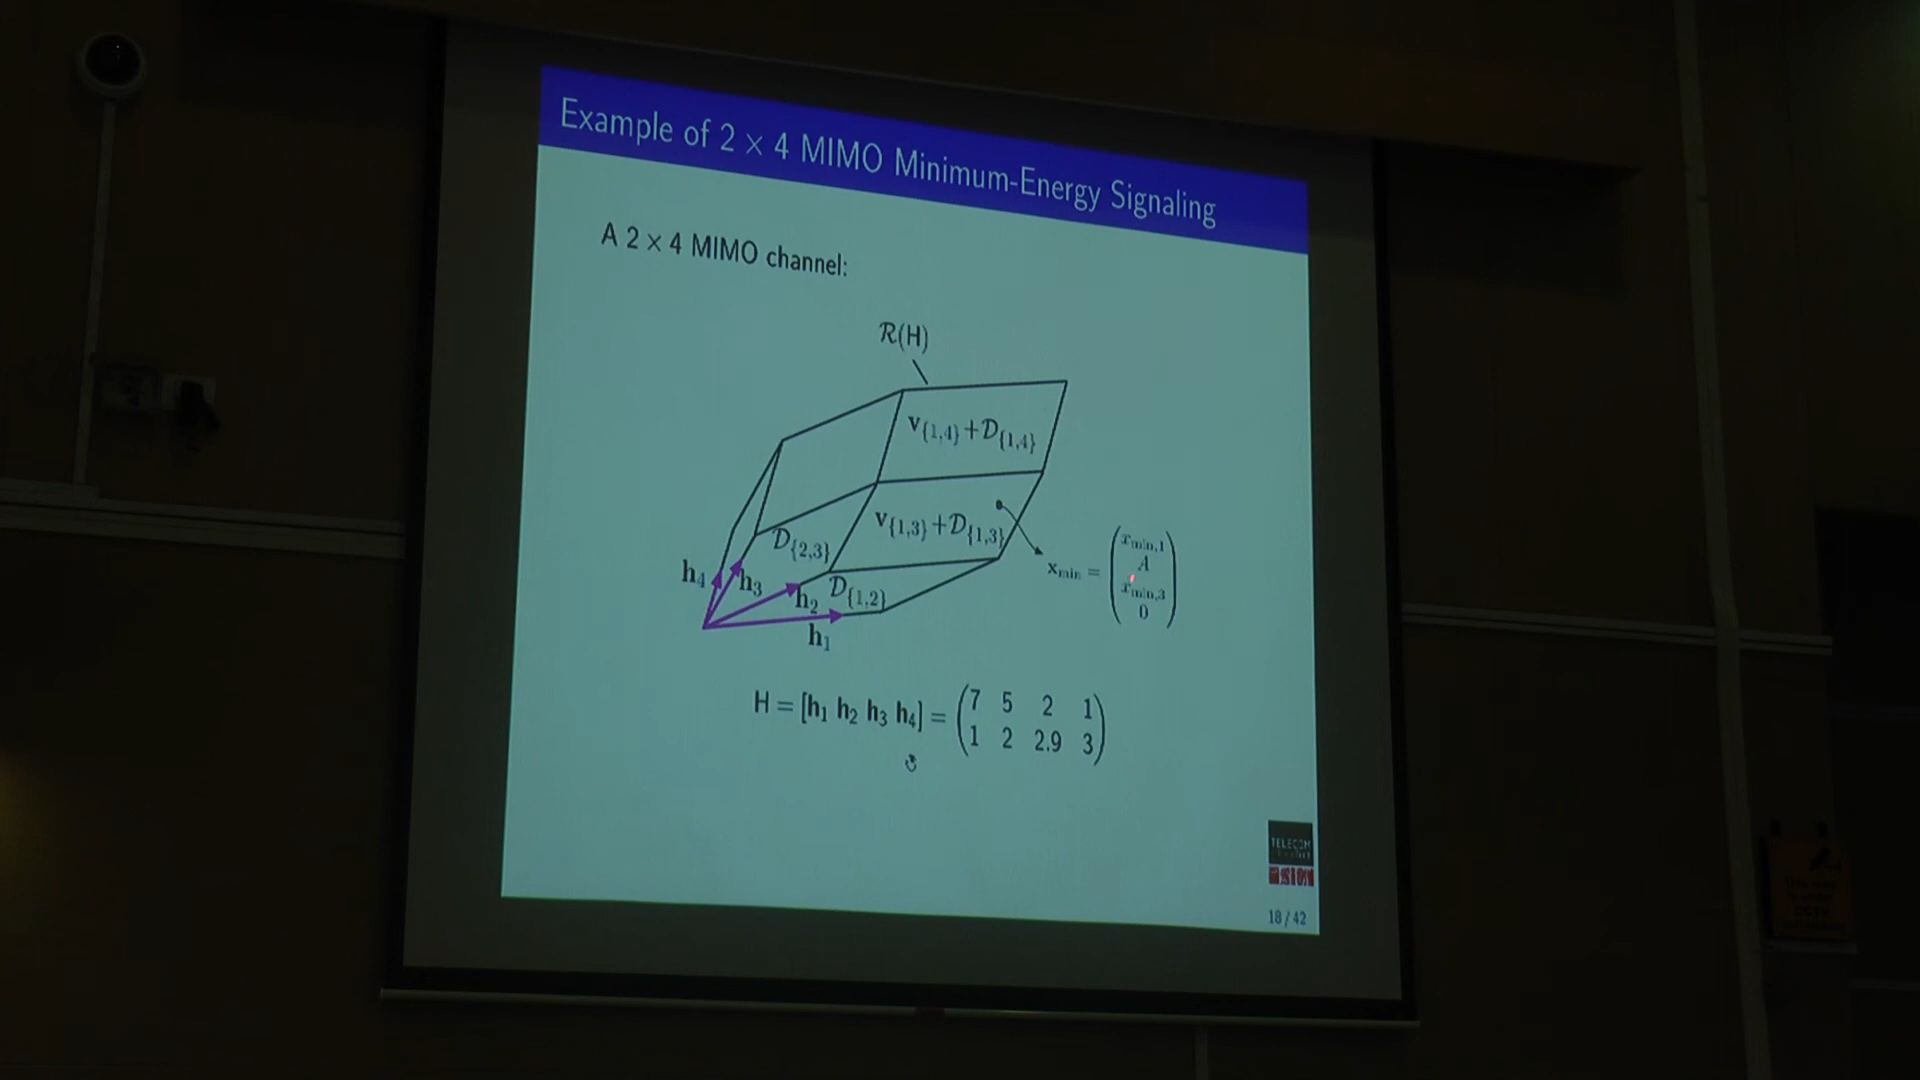 Example of 2 × 4 MIMO Minimum-Energy Signaling
A 2 × 4 MIMO channel:
ℛ(H)
v{1,4}+𝒟{1,4}
v{1,3}+𝒟{1,3}
𝒟{2,3}
𝒟{1,2}
h4
h3
h2
h1
xmin = (xmin,1
A
xmin,3
0)
H = [h1 h2 h3 h4] = (7 5 2 1
1 2 2.9 3)
TELECOM
18 / 42
CCTV